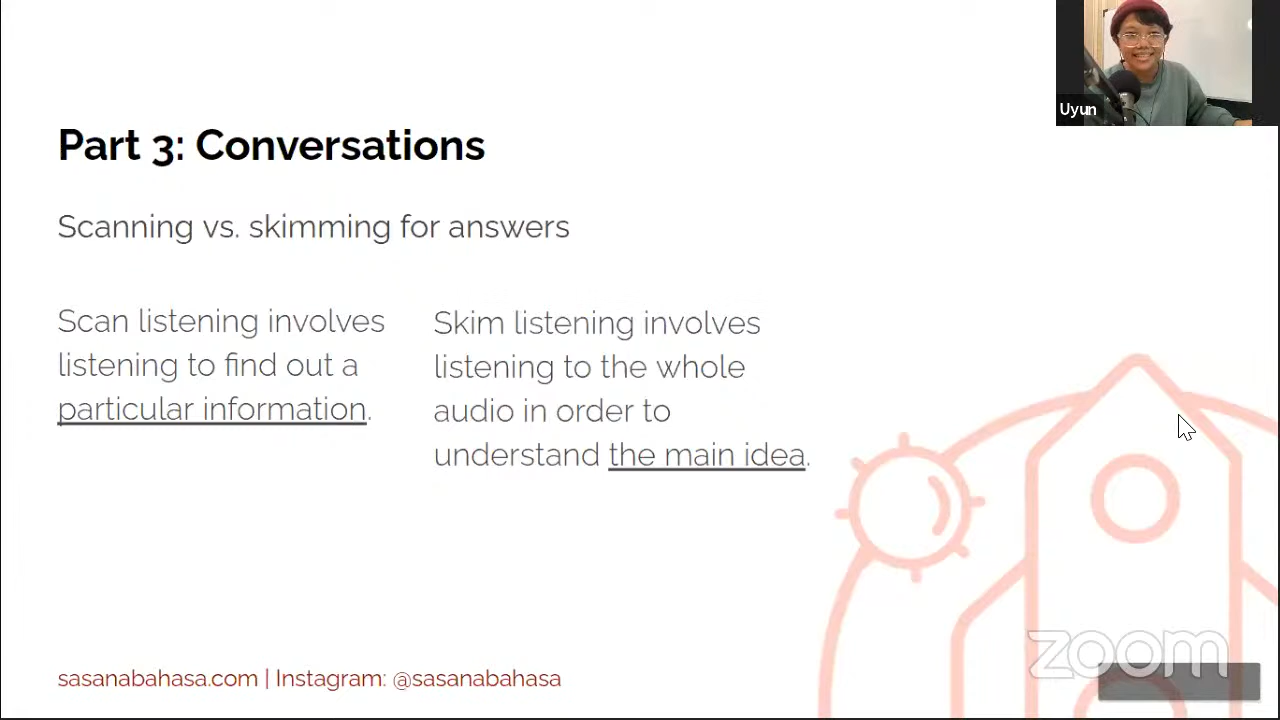 Uyun
Part 3: Conversations
Scanning vs. skimming for answers
Scan listening involves
listening to find out a
particular information.
Skim listening involves
listening to the whole
audio in order to
understand the main idea.
sasanabahasa.com | Instagram: @sasanabahasa
zoom